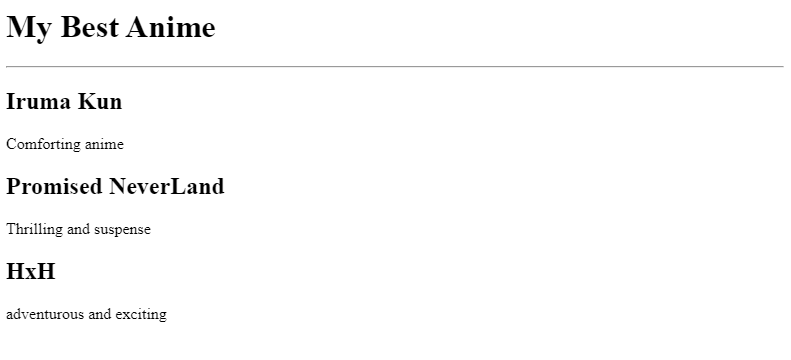 My Best Anime
Iruma Kun
Comforting anime
Promised NeverLand
Thrilling and suspense
HxH
adventurous and exciting